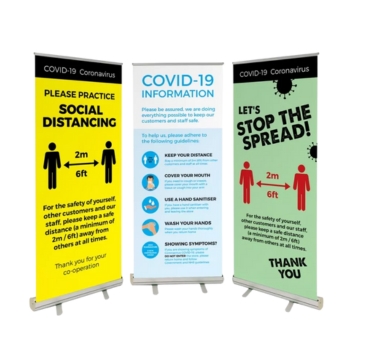 COVID-19 Coronavirus
PLEASE PRACTICE
SOCIAL
DISTANCING
2m
6ft
For the safety of yourself,
other customers and our
staff, please keep a safe
distance (a minimum of
2m / 6ft) away from
others at all times.
Thank you for your
co-operation
COVID-19
INFORMATION
Please be assured, we are doing
everything possible to keep our
customers and staff safe.
To help us, please adhere to
the following guidelines:
KEEP YOUR DISTANCE
COVER YOUR MOUTH
USE A HAND SANITISER
WASH YOUR HANDS
SHOWING SYMPTOMS?
COVID-19 Coronavirus
LET'S
STOP THE
SPREAD!
2m
6ft
For the safety of yourself,
other customers and our
staff, please keep a safe distance
(a minimum of 2m / 6ft) away
from others at all times.
THANK
YOU